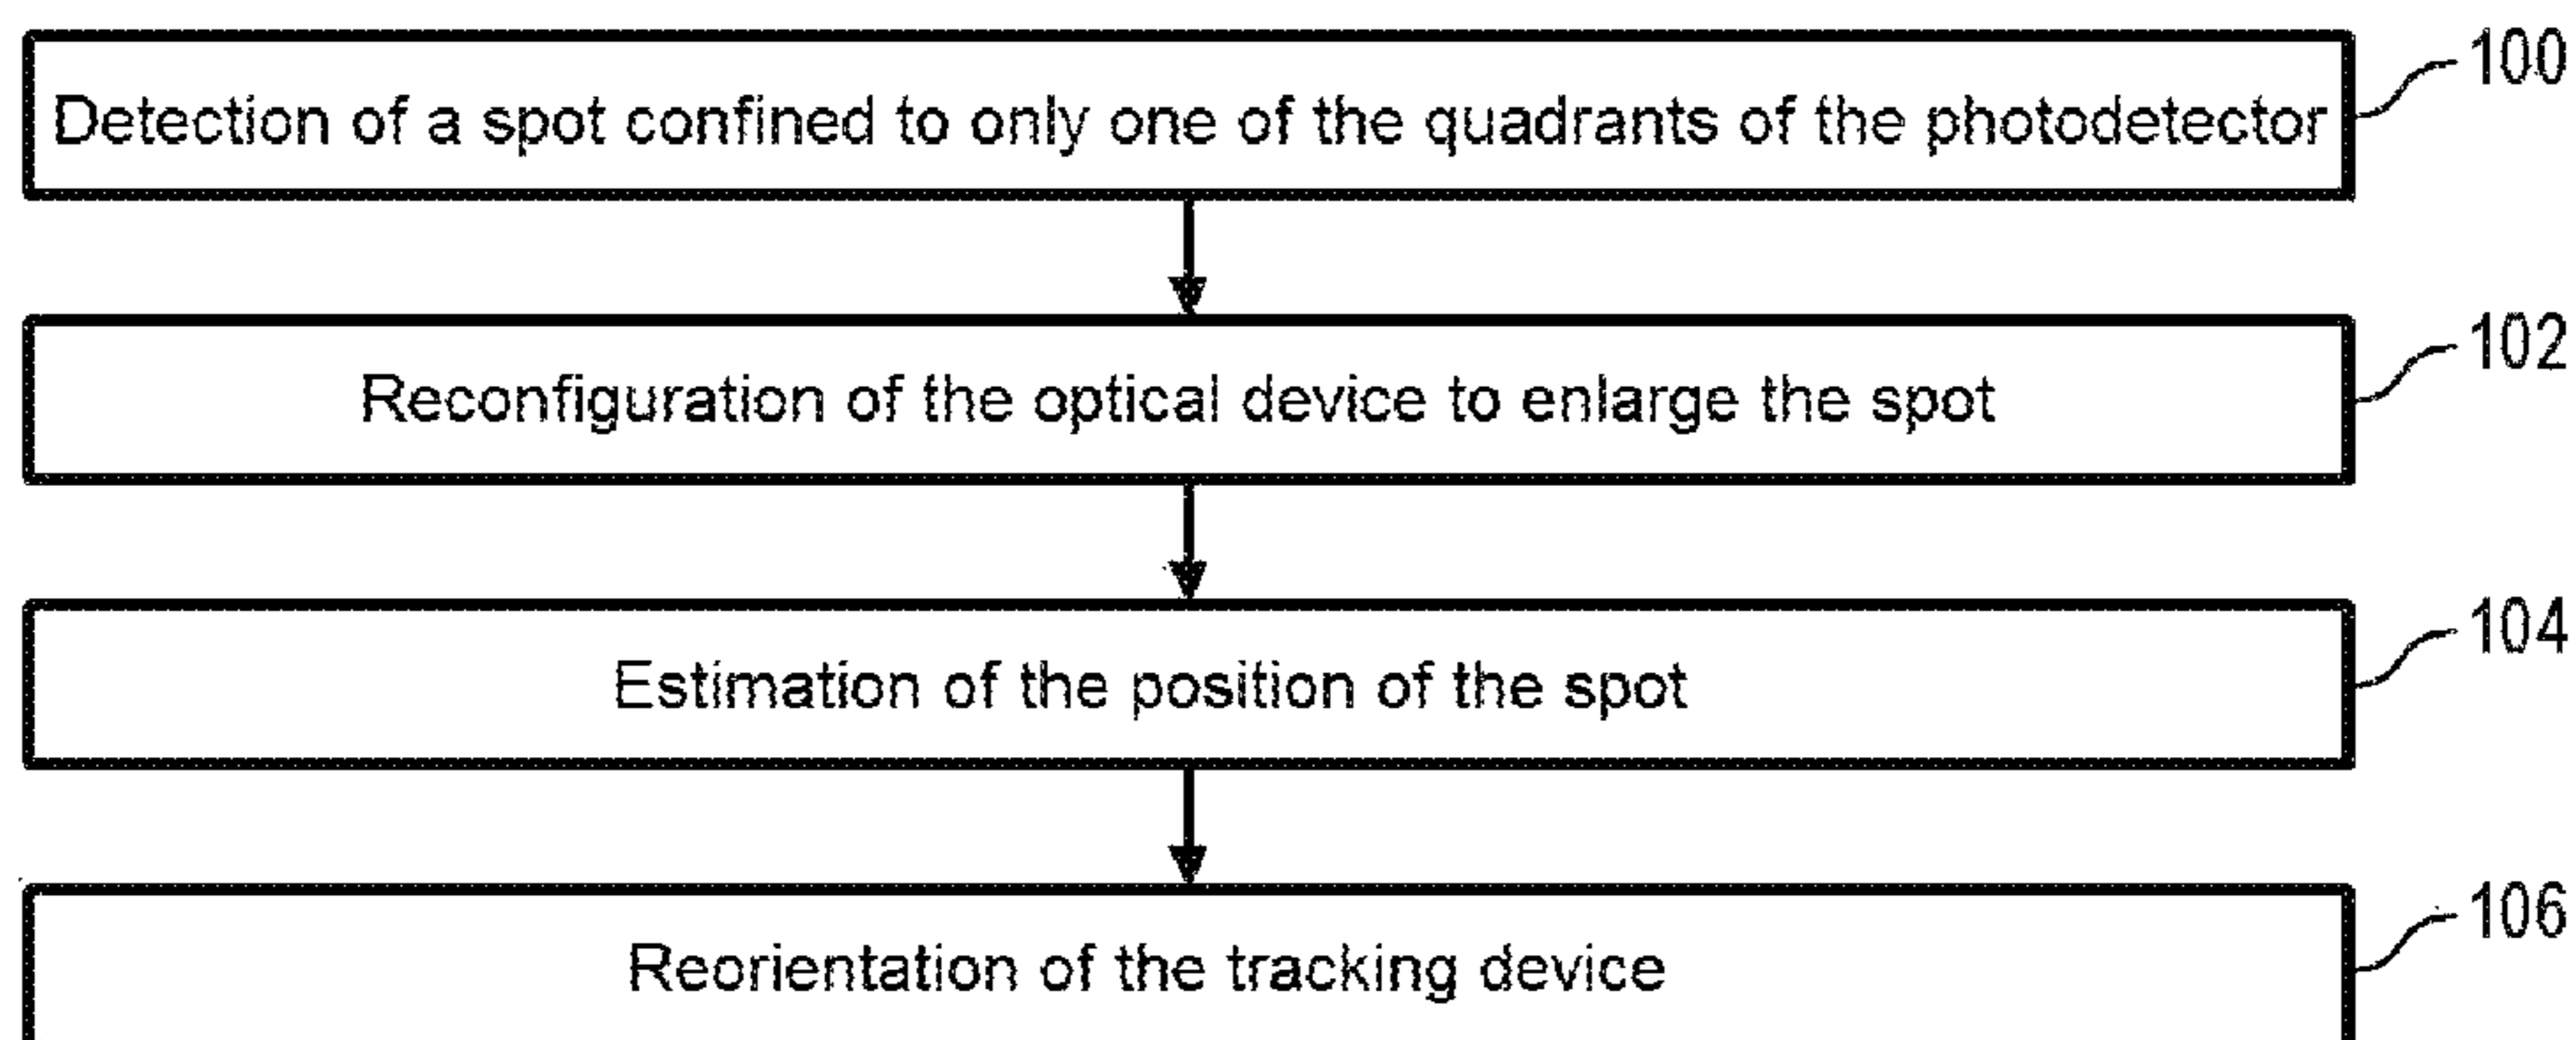 Detection of a spot confined to only one of the quadrants of the photodetector
100
Reconfiguration of the optical device to enlarge the spot
102
Estimation of the position of the spot
104
Reorientation of the tracking device
106